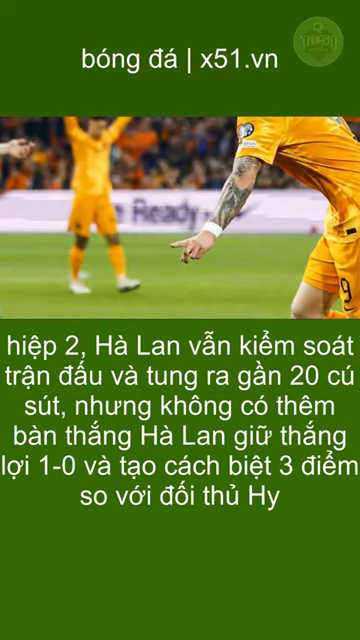 bóng đá | x51.vn
Ready
9
hiệp 2, Hà Lan vẫn kiểm soát
trận đấu và tung ra gần 20 cú
sút, nhưng không có thêm
bàn thắng Hà Lan giữ thắng
lợi 1-0 và tạo cách biệt 3 điểm
so với đối thủ Hy